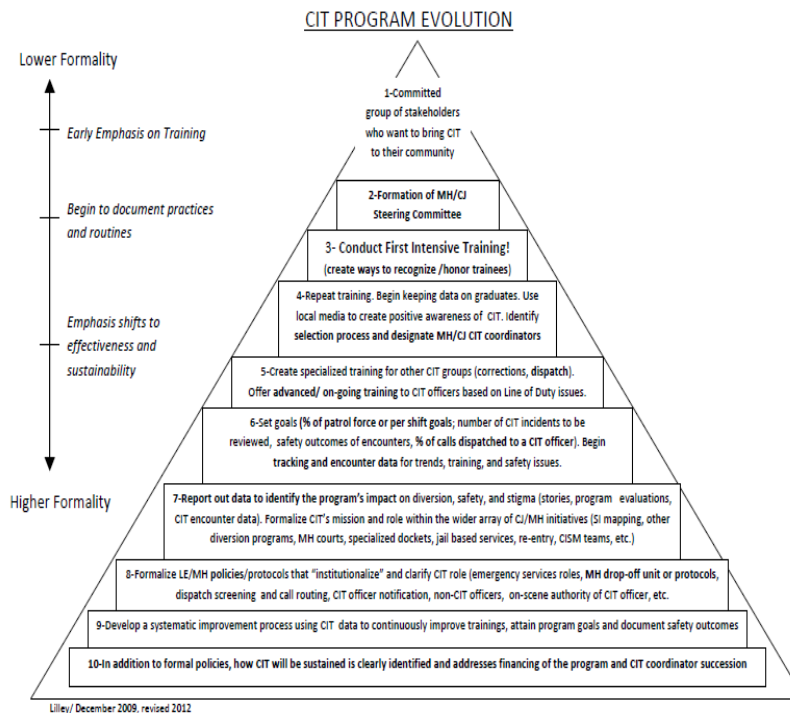 CIT PROGRAM EVOLUTION
Lower Formality
Early Emphasis on Training
Begin to document practices
and routines
Emphasis shifts to
effectiveness and
sustainability
Higher Formality
1-Committed
group of stakeholders
who want to bring CIT
to their community
2-Formation of MH/CJ
Steering Committee
3- Conduct First Intensive Training!
(create ways to recognize /honor trainees)
4-Repeat training. Begin keeping data on graduates. Use
local media to create positive awareness of CIT. Identify
selection process and designate MH/CJ CIT coordinators
5-Create specialized training for other CIT groups (corrections, dispatch).
Offer advanced/ on-going training to CIT officers based on Line of Duty issues.
6-Set goals (% of patrol force or per shift goals; number of CIT incidents to be
reviewed, safety outcomes of encounters, % of calls dispatched to a CIT officer). Begin
tracking and encounter data for trends, training, and safety issues.
7-Report out data to identify the program's impact on diversion, safety, and stigma (stories, program evaluations,
CIT encounter data). Formalize CIT's mission and role within the wider array of CJ/MH initiatives (SI mapping, other
diversion programs, MH courts, specialized dockets, jail based services, re-entry, CISM teams, etc.)
8-Formalize LE/MH policies/protocols that "institutionalize" and clarify CIT role (emergency services roles, MH drop-off unit or protocols,
dispatch screening and call routing, CIT officer notification, non-CIT officers, on-scene authority of CIT officer, etc.
9-Develop a systematic improvement process using CIT data to continuously improve trainings, attain program goals and document safety outcomes
10-In addition to formal policies, how CIT will be sustained is clearly identified and addresses financing of the program and CIT coordinator succession
Lilley/ December 2009, revised 2012